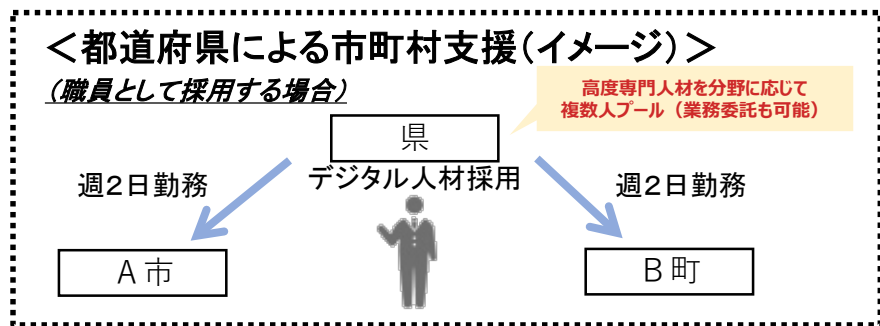 ＜都道府県による市町村支援（イメージ）＞
（職員として採用する場合）
高度専門人材を分野に応じて
複数人プール（業務委託も可能）
県
デジタル人材採用
週２日勤務
週２日勤務
Ａ市
Ｂ町